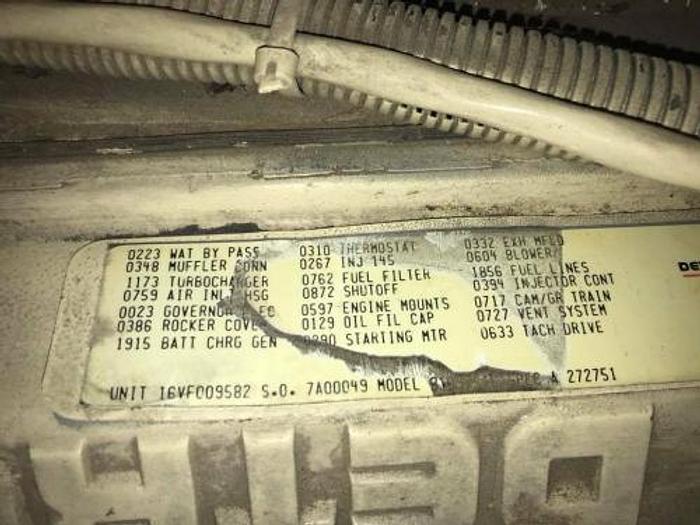 0223 WAT BY PASS 0310 THERMOSTAT 0332 EXH MFLD
0348 MUFFLER CONN 0267 INJ 145 0604 BLOWER
1173 TURBOCHARGER 0762 FUEL FILTER 1856 FUEL LINES
0759 AIR INL HSG 0872 SHUTOFF 0394 INJECTOR CONT
0023 GOVERNOR 0597 ENGINE MOUNTS 0717 CAM/GR TRAIN
0386 ROCKER COVER 0129 OIL FIL CAP 0727 VENT SYSTEM
1915 BATT CHRG GEN STARTING MTR 0633 TACH DRIVE
UNIT 16VF009582 S.O. 7A00049 MODEL A 272751
DE
DETR